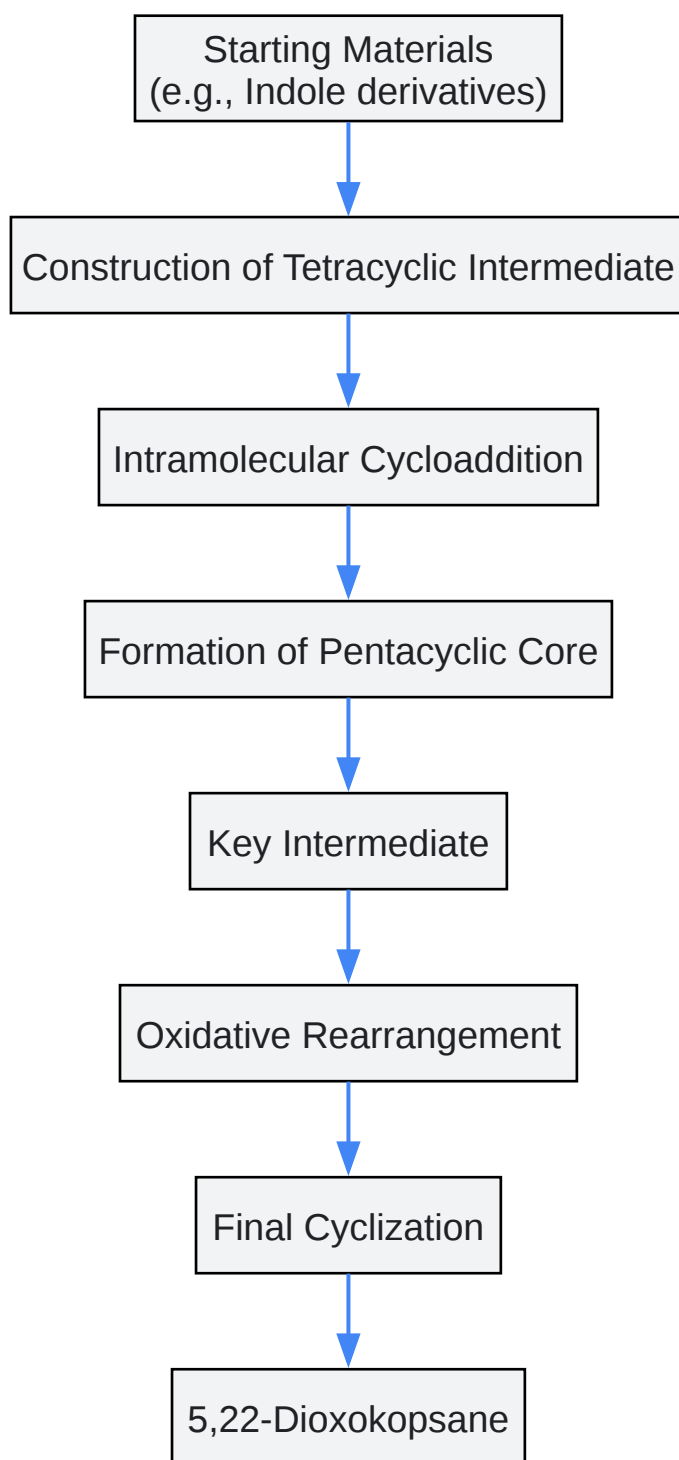 Starting Materials
(e.g., Indole derivatives)
Construction of Tetracyclic Intermediate
Intramolecular Cycloaddition
Formation of Pentacyclic Core
Key Intermediate
Oxidative Rearrangement
Final Cyclization
5,22-Dioxokopsane